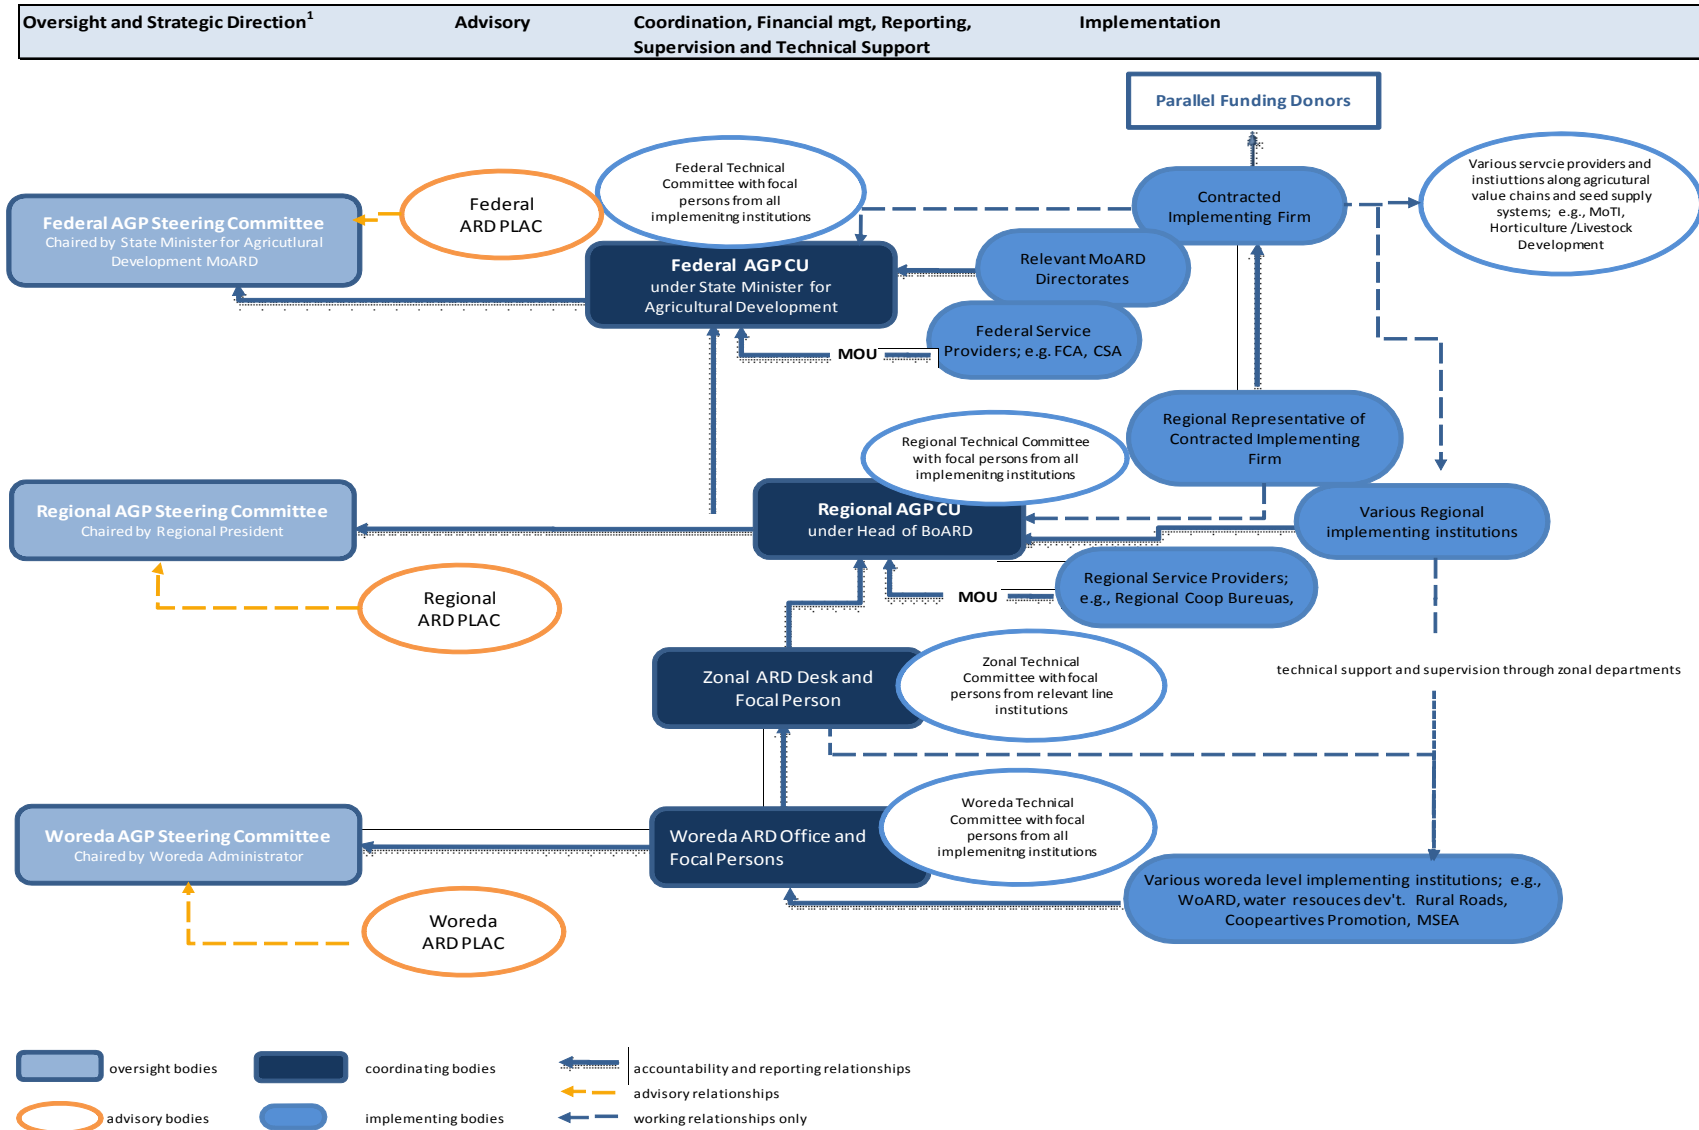 Oversight and Strategic Direction1
Advisory
Coordination, Financial mgt, Reporting,
Supervision and Technical Support
Implementation
Parallel Funding Donors
Federal Technical
Committee with focal
persons from all
implemenitng institutions
Various servcie providers and
instiuttions along agricutural
value chains and seed supply
systems; e.g., MoTI,
Horticulture /Livestock
Development
Contracted
Implementing Firm
Federal
ARD PLAC
Federal AGP Steering Committee
Chaired by State Minister for Agricutlural
Development MoARD
Federal AGP CU
under State Minister for
Agricultural Development
Relevant MoARD
Directorates
Federal Service
Providers; e.g. FCA, CSA
MOU
Regional Representative of
Contracted Implementing
Firm
Regional Technical Committee
with focal persons from all
implemenitng institutions
Regional AGP Steering Committee
Chaired by Regional President
Regional AGP CU
under Head of BoARD
Various Regional
implementing institutions
Regional Service Providers;
e.g., Regional Coop Bureuas,
MOU
Regional
ARD PLAC
Zonal ARD Desk and
Focal Person
Zonal Technical
Committee with focal
persons from relevant line
institutions
technical support and supervision through zonal departments
Woreda AGP Steering Committee
Chaired by Woreda Administrator
Woreda ARD Office and
Focal Persons
Woreda Technical
Committee with focal
persons from all
implemenitng institutions
Various woreda level implementing institutions; e.g.,
WoARD, water resouces dev't. Rural Roads,
Coopeartives Promotion, MSEA
Woreda
ARD PLAC
oversight bodies
coordinating bodies
accountability and reporting relationships
advisory relationships
advisory bodies
implementing bodies
working relationships only